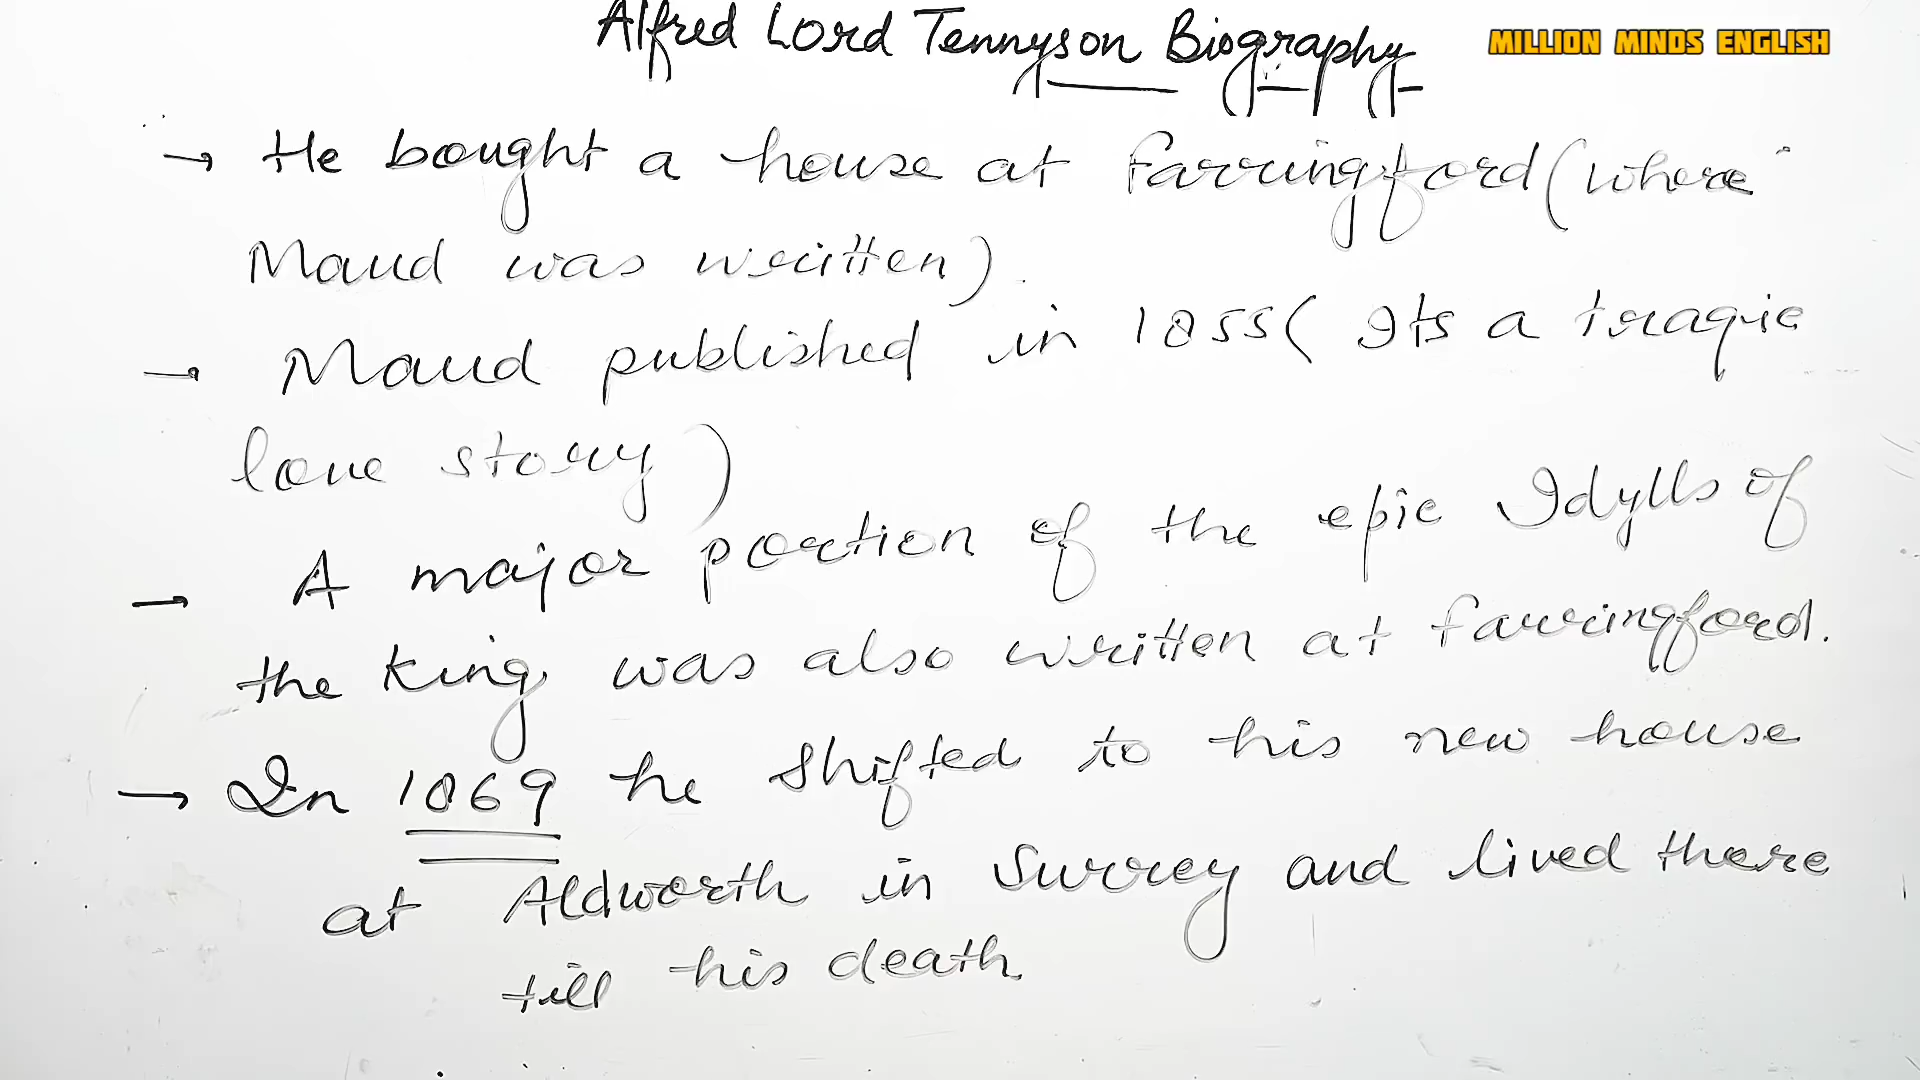 Alfred Lord Tennyson Biography
MILLION MINDS ENGLISH
→ He bought a house at Farringford (where
Maud was written)
→ Maud published in 1855 ( Its a tragic
love story )
→ A major portion of the epic Idylls of
the King was also written at Farringford.
→ In 1869 he shifted to his new house
at Aldworth in Surrey and lived there
till his death